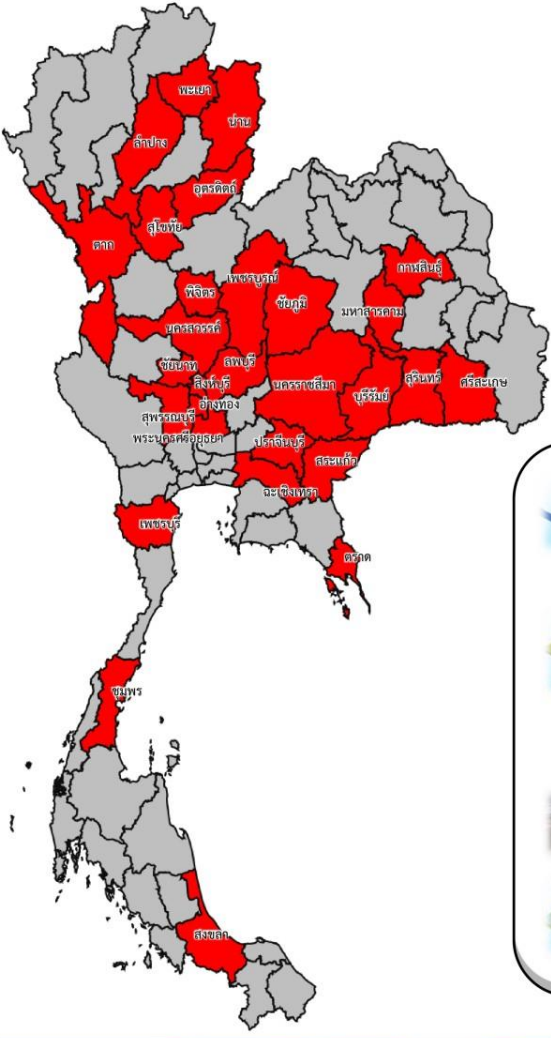 พะเยา
น่าน
ลำปาง
อุตรดิตถ์
สุโขทัย
ตาก
กาฬสินธุ์
เพชรบูรณ์
พิจิตร
ชัยภูมิ
มหาสารคาม
นครสวรรค์
ลพบุรี
ชัยนาท
สิงห์บุรี
นครราชสีมา
บุรีรัมย์
สุรินทร์
ศรีสะเกษ
อ่างทอง
สุพรรณบุรี
พระนครศรีอยุธยา
ปราจีนบุรี
สระแก้ว
ฉะเชิงเทรา
เพชรบุรี
ตราด
ชุมพร
สงขลา